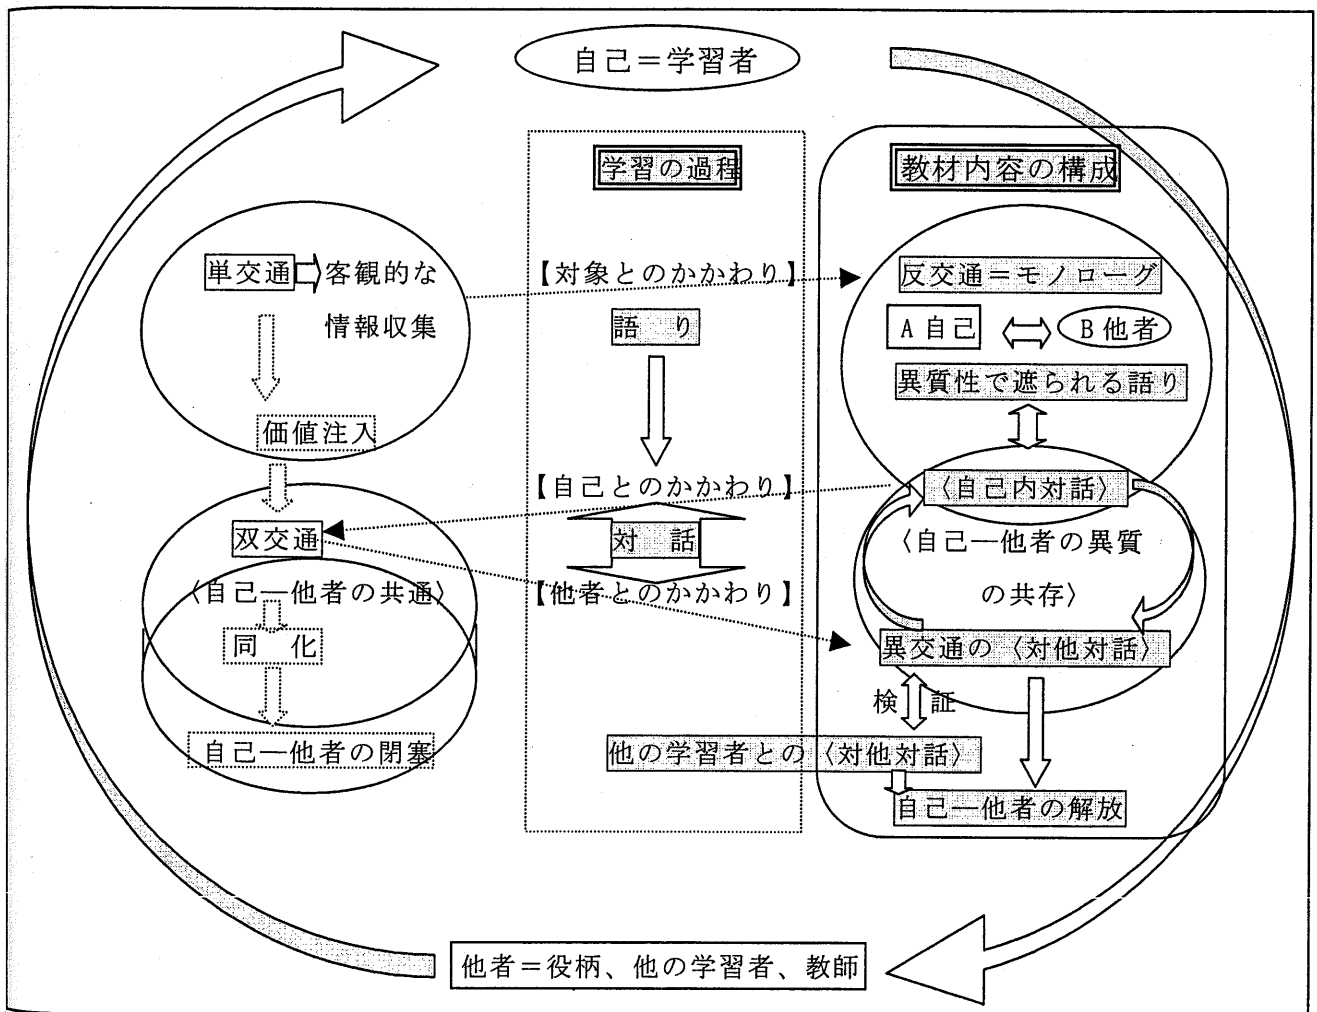 自己＝学習者
学習の過程
教材内容の構成
単交通
客観的な
情報収集
価値注入
双交通
〈自己―他者の共通〉
同　化
自己―他者の閉塞
【対象とのかかわり】
語　り
【自己とのかかわり】
対　話
【他者とのかかわり】
反交通＝モノローグ
A 自己
B 他者
異質性で遮られる語り
〈自己内対話〉
〈自己―他者の異質
の共存〉
異交通の〈対他対話〉
検　証
他の学習者との〈対他対話〉
自己―他者の解放
他者＝役柄、他の学習者、教師